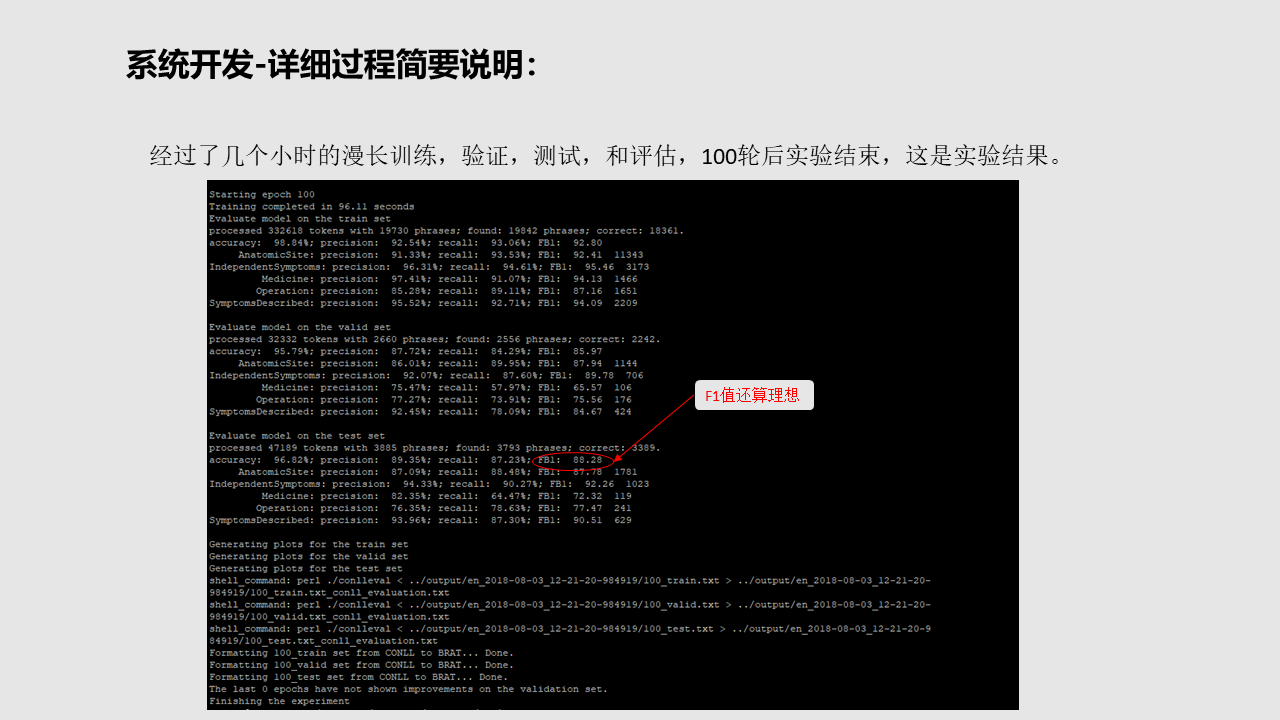 系统开发-详细过程简要说明：
经过了几个小时的漫长训练，验证，测试，和评估，100轮后实验结束，这是实验结果。
Starting epoch 100
Training completed in 96.11 seconds
Evaluate model on the train set
processed 332618 tokens with 19730 phrases; found: 19842 phrases; correct: 18361.
accuracy:  98.84%; precision:  92.54%; recall:  93.06%; FB1:  92.80
AnatomicSite: precision:  91.33%; recall:  93.53%; FB1:  92.41  11343
IndependentSymptoms: precision:  96.31%; recall:  94.61%; FB1:  95.46  3173
Medicine: precision:  97.41%; recall:  91.07%; FB1:  94.13  1466
Operation: precision:  85.28%; recall:  89.11%; FB1:  87.16  1651
SymptomsDescribed: precision:  95.52%; recall:  92.71%; FB1:  94.09  2209
Evaluate model on the valid set
processed 32332 tokens with 2660 phrases; found: 2556 phrases; correct: 2242.
accuracy:  95.79%; precision:  87.72%; recall:  84.29%; FB1:  85.97
AnatomicSite: precision:  86.01%; recall:  89.95%; FB1:  87.94  1144
IndependentSymptoms: precision:  92.07%; recall:  87.60%; FB1:  89.78  706
Medicine: precision:  75.47%; recall:  57.97%; FB1:  65.57  106
Operation: precision:  77.27%; recall:  73.91%; FB1:  75.56  176
SymptomsDescribed: precision:  92.45%; recall:  78.09%; FB1:  84.67  424
F1值还算理想
Evaluate model on the test set
processed 47189 tokens with 3885 phrases; found: 3793 phrases; correct: 3389.
accuracy:  96.82%; precision:  89.35%; recall:  87.23%; FB1:  88.28
AnatomicSite: precision:  87.09%; recall:  88.48%; FB1:  87.78  1781
IndependentSymptoms: precision:  94.33%; recall:  90.27%; FB1:  92.26  1023
Medicine: precision:  82.35%; recall:  64.47%; FB1:  72.32  119
Operation: precision:  76.35%; recall:  78.63%; FB1:  77.47  241
SymptomsDescribed: precision:  93.96%; recall:  87.30%; FB1:  90.51  629
Generating plots for the train set
Generating plots for the valid set
Generating plots for the test set
shell_command: perl ./conlleval < ../output/en_2018-08-03_12-21-20-984919/100_train.txt > ../output/en_2018-08-03_12-21-20-
984919/100_train.txt_conll_evaluation.txt
shell_command: perl ./conlleval < ../output/en_2018-08-03_12-21-20-984919/100_valid.txt > ../output/en_2018-08-03_12-21-20-
984919/100_valid.txt_conll_evaluation.txt
shell_command: perl ./conlleval < ../output/en_2018-08-03_12-21-20-984919/100_test.txt > ../output/en_2018-08-03_12-21-20-9
84919/100_test.txt_conll_evaluation.txt
Formatting 100_train set from CONLL to BRAT... Done.
Formatting 100_valid set from CONLL to BRAT... Done.
Formatting 100_test set from CONLL to BRAT... Done.
The last 0 epochs have not shown improvements on the validation set.
Finishing the experiment